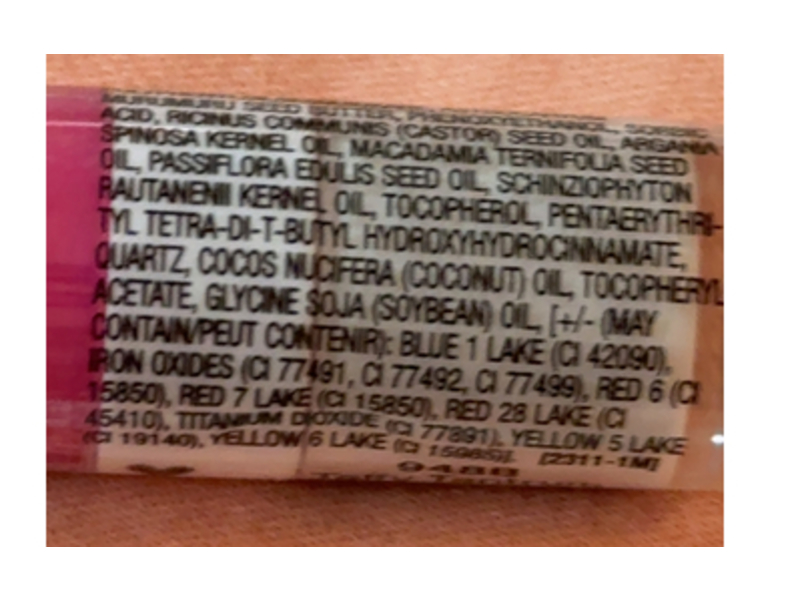 MURUMURU SEED BUTTER, PHENOXYETHANOL, SORBIC
ACID, RICINUS COMMUNIS (CASTOR) SEED OIL, ARGANIA
SPINOSA KERNEL OIL, MACADAMIA TERNIFOLIA SEED
OIL, PASSIFLORA EDULIS SEED OIL, SCHINZIOPHYTON
RAUTANENII KERNEL OIL, TOCOPHEROL, PENTAERYTHRI-
TYL TETRA-DI-T-BUTYL HYDROXYHYDROCINNAMATE,
QUARTZ, COCOS NUCIFERA (COCONUT) OIL, TOCOPHERYL
ACETATE, GLYCINE SOJA (SOYBEAN) OIL, [+/- (MAY
CONTAIN/PEUT CONTENIR): BLUE 1 LAKE (CI 42090),
IRON OXIDES (CI 77491, CI 77492, CI 77499), RED 6 (CI
15850), RED 7 LAKE (CI 15850), RED 28 LAKE (CI
45410), TITANIUM DIOXIDE (CI 77891), YELLOW 5 LAKE
(CI 19140), YELLOW 6 LAKE (CI 15985)]. [2311-1M]
948B